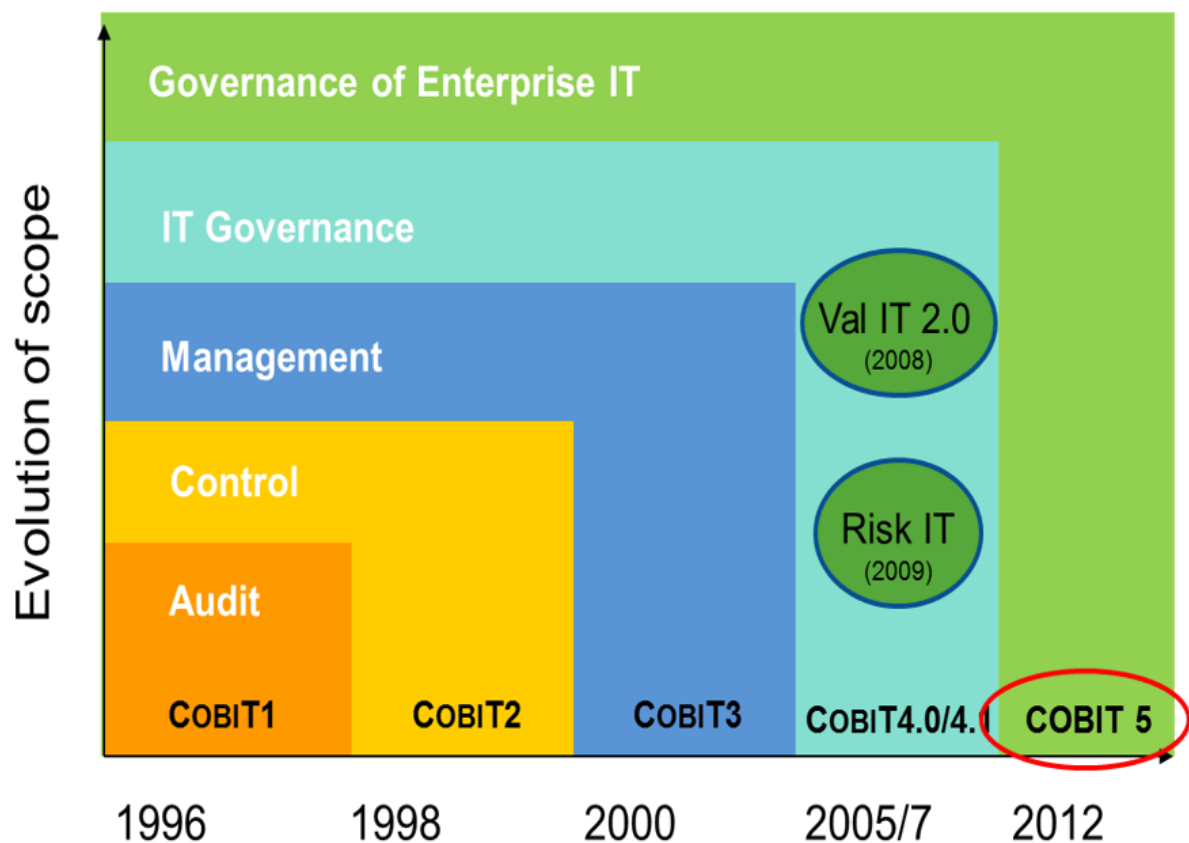 Governance of Enterprise IT
IT Governance
Val IT 2.0
(2008)
Management
Control
Risk IT
(2009)
Audit
Evolution of scope
COBIT1
COBIT2
COBIT3
COBIT4.0/4.1
COBIT 5
1996
1998
2000
2005/7
2012